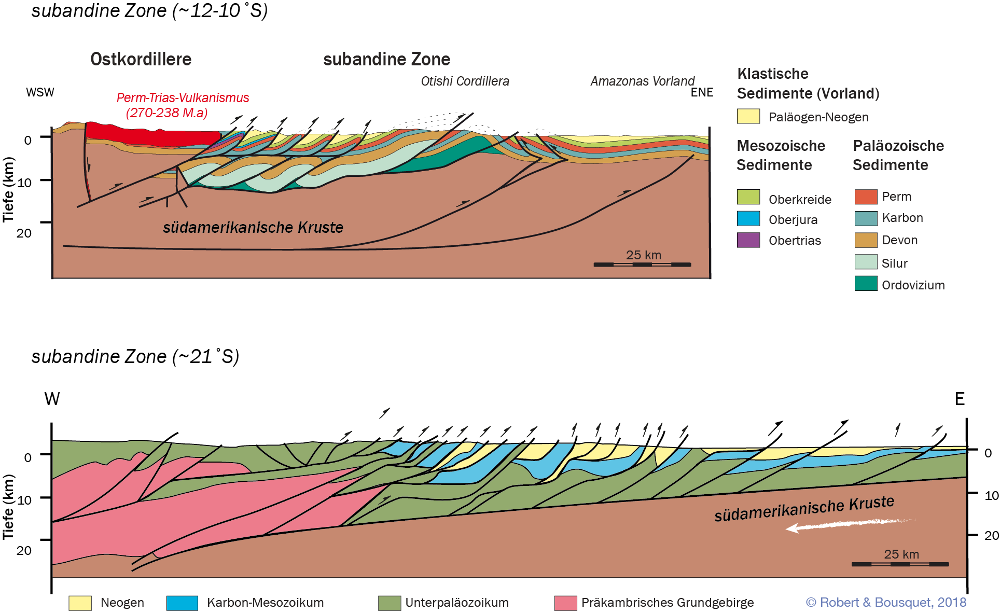 subandine Zone (~12-10˚S)
Ostkordillere
subandine Zone
Otishi Cordillera
Amazonas Vorland
WSW
ENE
Perm-Trias-Vulkanismus
(270-238 M.a)
0
10
20
Tiefe (km)
südamerikanische Kruste
25 km
Klastische
Sedimente (Vorland)
Paläogen-Neogen
Mesozoische
Sedimente
Oberkreide
Oberjura
Obertrias
Paläozoische
Sedimente
Perm
Karbon
Devon
Silur
Ordovizium
subandine Zone (~21˚S)
W
E
0
10
20
Tiefe (km)
0
10
20
südamerikanische Kruste
25 km
Neogen
Karbon-Mesozoikum
Unterpaläozoikum
Präkambrisches Grundgebirge
© Robert & Bousquet, 2018